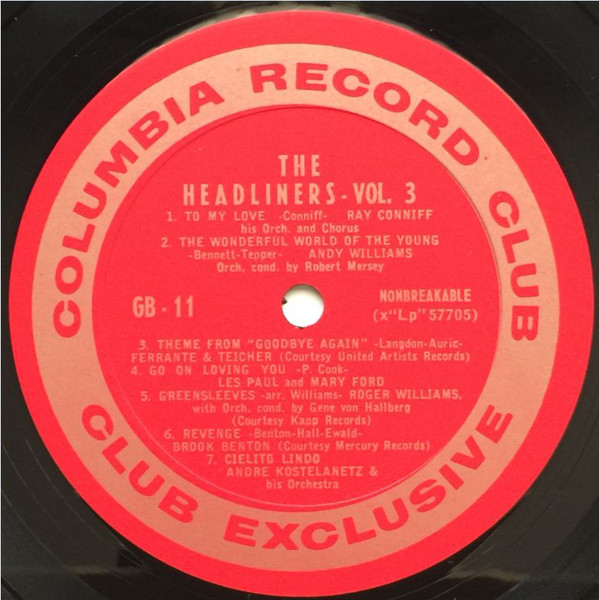 COLUMBIA RECORD CLUB
THE
HEADLINERS - VOL. 3
1. TO MY LOVE -Conniff- RAY CONNIFF
his Orch. and Chorus
2. THE WONDERFUL WORLD OF THE YOUNG
-Bennett-Tepper- ANDY WILLIAMS
Orch. cond. by Robert Mersey
GB - 11
NONBREAKABLE
(x"Lp" 57705)
3. THEME FROM "GOODBYE AGAIN" -Langdon-Auric-
FERRANTE & TEICHER (Courtesy United Artists Records)
4. GO ON LOVING YOU -P. Cook-
LES PAUL and MARY FORD
5. GREENSLEEVES -arr. Williams- ROGER WILLIAMS,
with Orch. cond. by Gene von Hallberg
(Courtesy Kapp Records)
6. REVENGE -Benton-Hall-Ewald-
BROOK BENTON (Courtesy Mercury Records)
7. CIELITO LINDO
ANDRE KOSTELANETZ &
his Orchestra
CLUB EXCLUSIVE